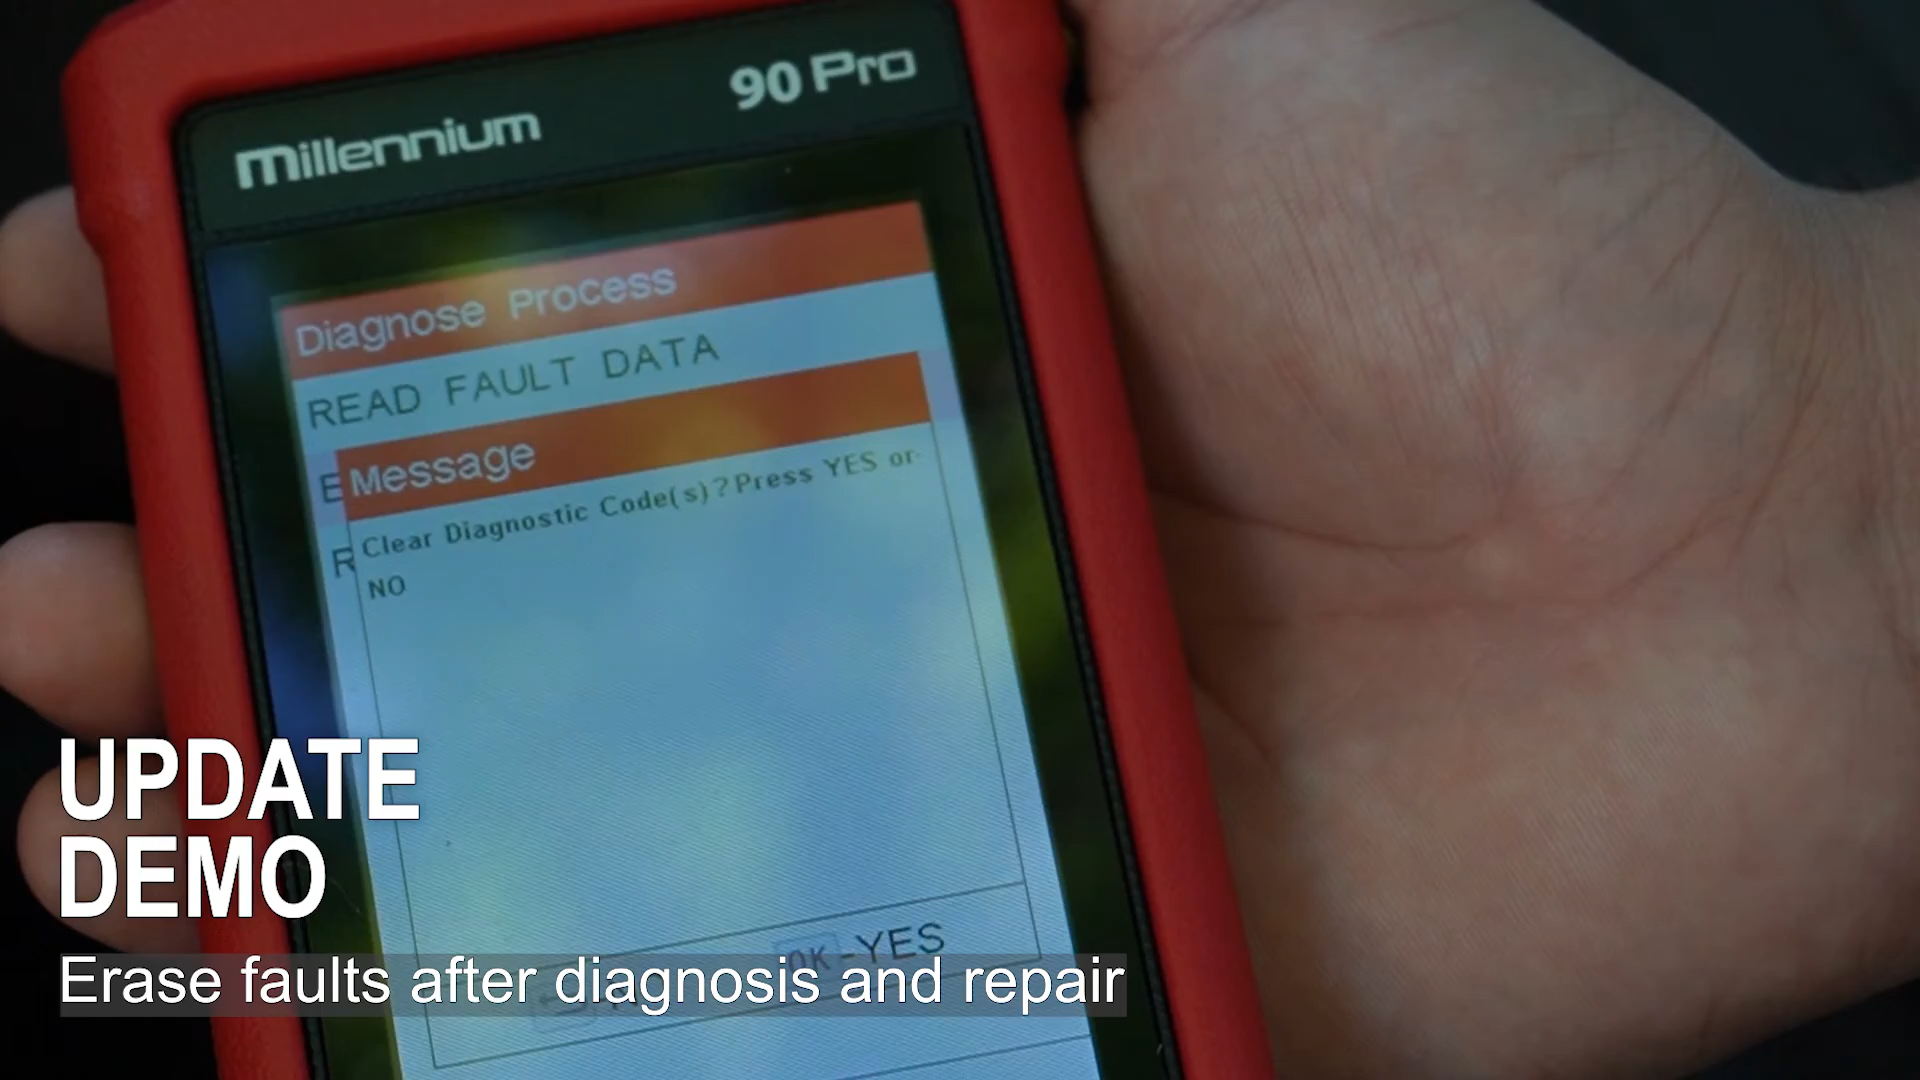 Millennium
90 Pro
Diagnose Process
READ FAULT DATA
Message
Clear Diagnostic Code(s)?Press YES or
NO
OK-YES
UPDATE
DEMO
Erase faults after diagnosis and repair